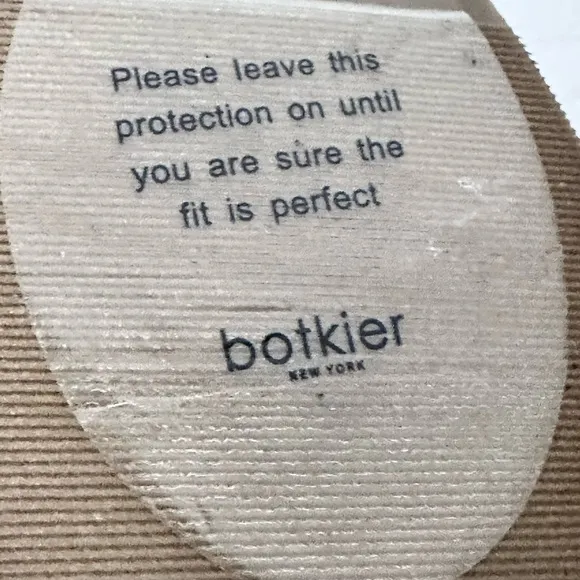 Please leave this
protection on until
you are sure the
fit is perfect
botkier
NEW YORK